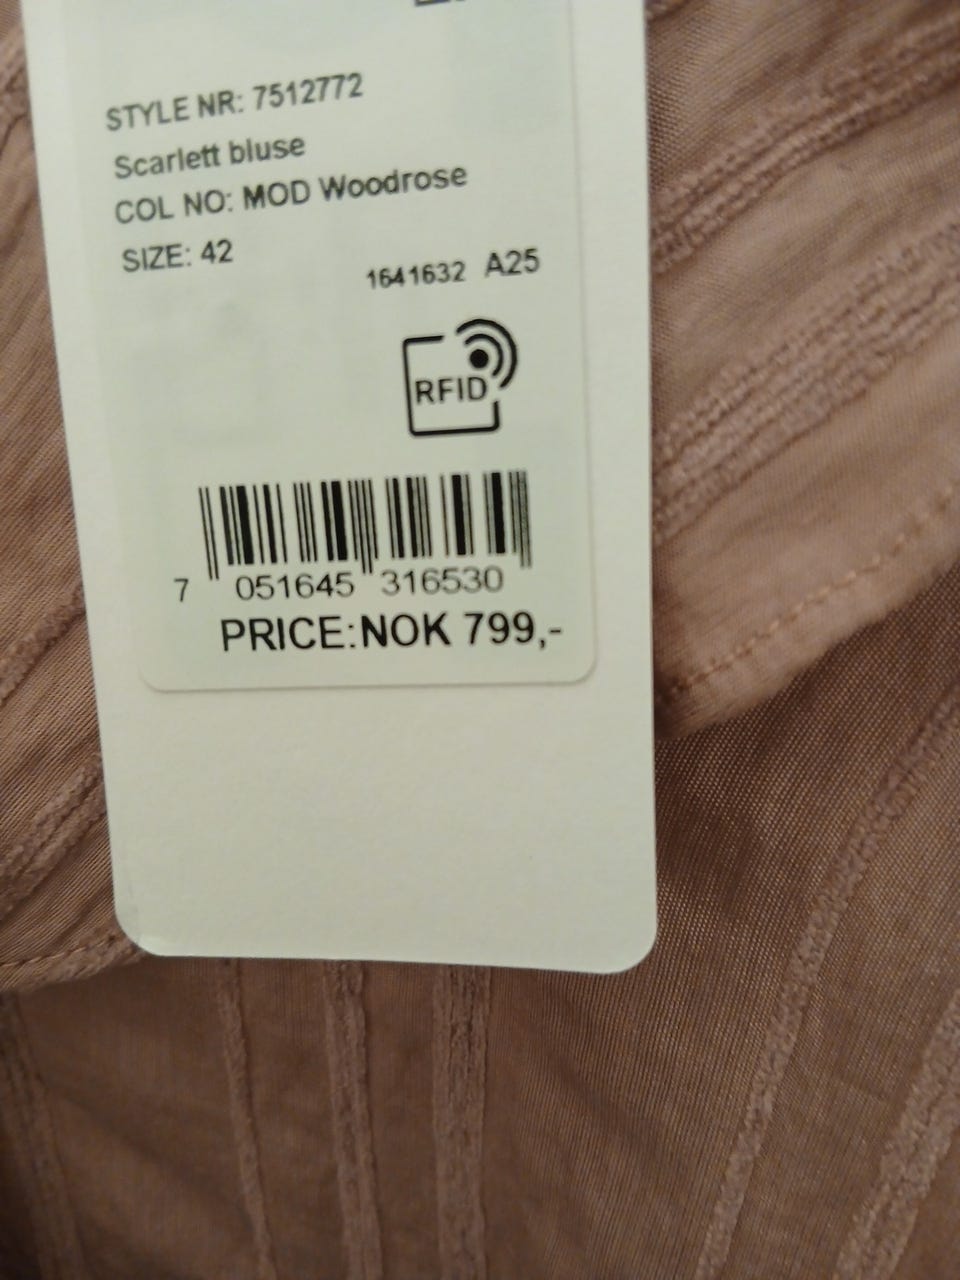 STYLE NR: 7512772
Scarlett bluse
COL NO: MOD Woodrose
SIZE: 42
1641632 A25
RFID
7 051645 316530
PRICE:NOK 799,-